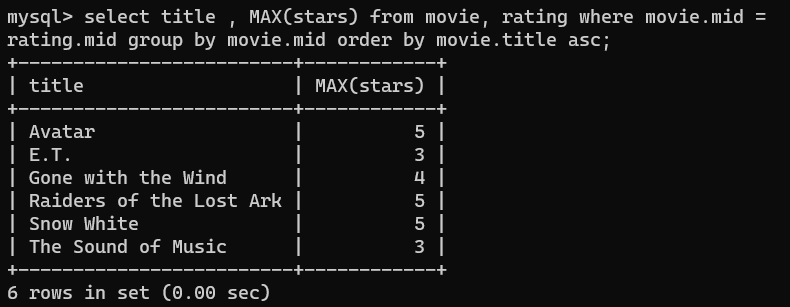 mysql> select title , MAX(stars) from movie, rating where movie.mid =
rating.mid group by movie.mid order by movie.title asc;
+-------------------------+------------+
| title                   | MAX(stars) |
+-------------------------+------------+
| Avatar                  |          5 |
| E.T.                    |          3 |
| Gone with the Wind      |          4 |
| Raiders of the Lost Ark |          5 |
| Snow White              |          5 |
| The Sound of Music      |          3 |
+-------------------------+------------+
6 rows in set (0.00 sec)